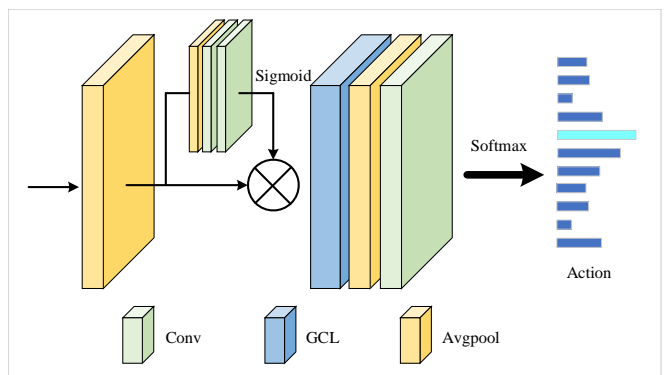 Sigmoid
Softmax
Action
Conv
GCL
Avgpool